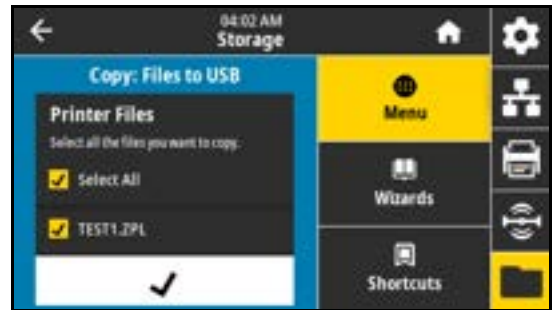 04:02 AM
Storage
Copy: Files to USB
Printer Files
Select all the files you want to copy.
Select All
TEST1.ZPL
Menu
Wizards
Shortcuts